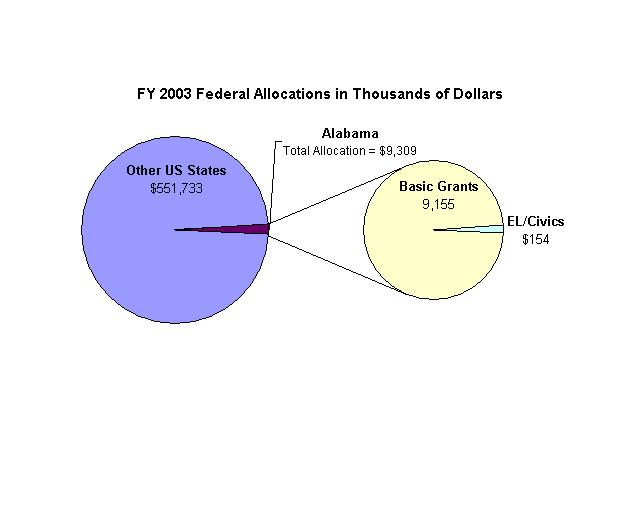 FY 2003 Federal Allocations in Thousands of Dollars
Alabama
Total Allocation = $9,309
Other US States
$551,733
Basic Grants
9,155
EL/Civics
$154